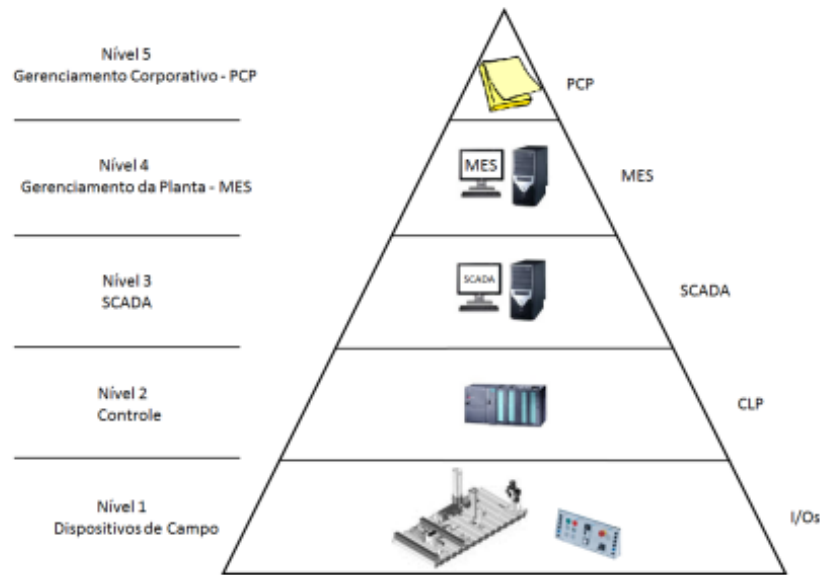 Nível 5
Gerenciamento Corporativo - PCP
PCP
Nível 4
Gerenciamento da Planta - MES
MES
MES
Nível 3
SCADA
SCADA
SCADA
Nível 2
Controle
CLP
Nível 1
Dispositivos de Campo
I/Os